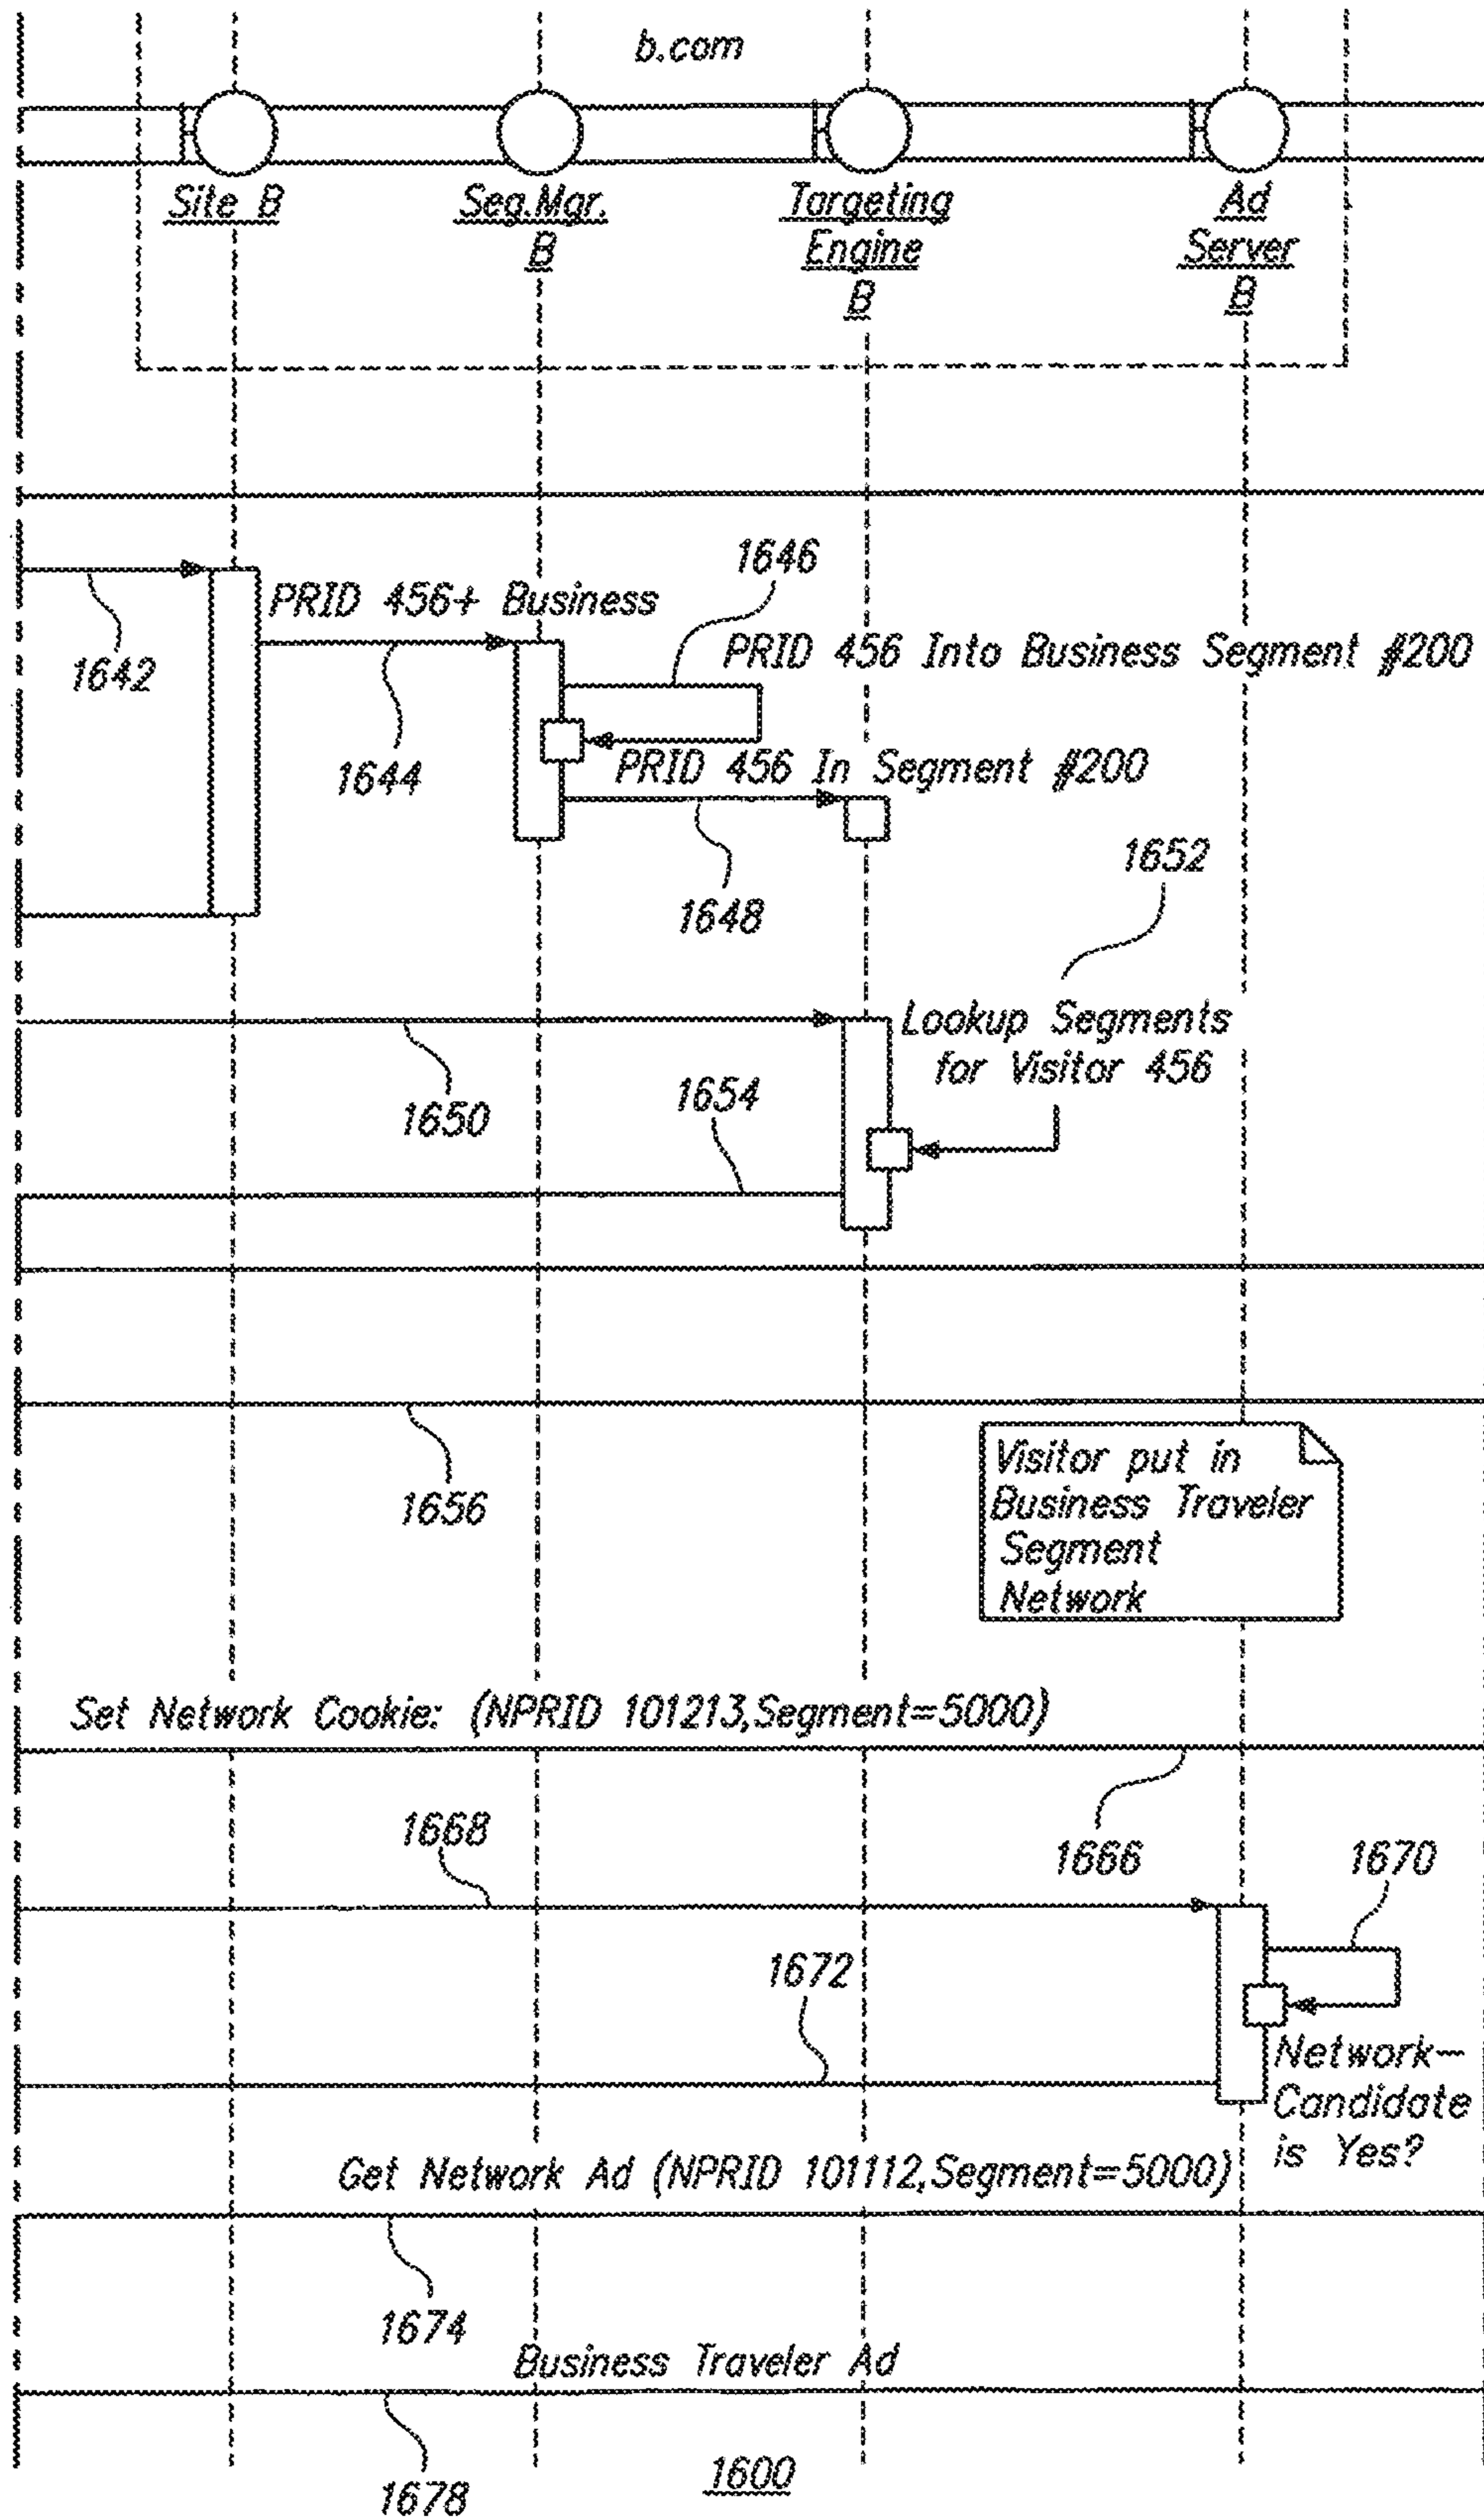 b.com
Site B
Seg.Mgr.
B
Targeting
Engine
B
Ad
Server
B
1646
PRID 456+ Business
PRID 456 Into Business Segment #200
1642
1644
PRID 456 In Segment #200
1652
1648
Lookup Segments
for Visitor 456
1650
1654
1656
Visitor put in
Business Traveler
Segment
Network
Set Network Cookie: (NPRID 101213,Segment=5000)
1668
1666
1670
1672
Network-
Candidate
is Yes?
Get Network Ad (NPRID 101112,Segment=5000)
1674
Business Traveler Ad
1678
1600